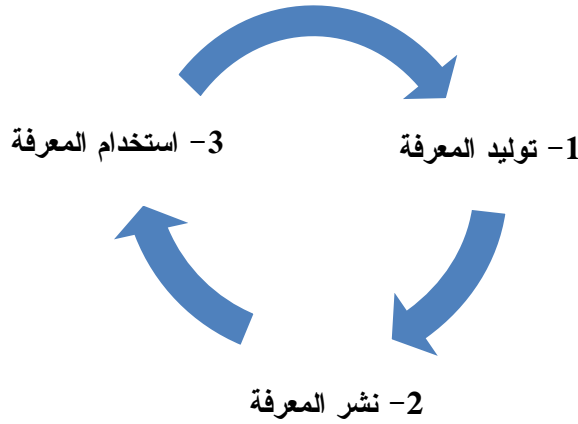 1- توليد المعرفة
3- استخدام المعرفة
2- نشر المعرفة